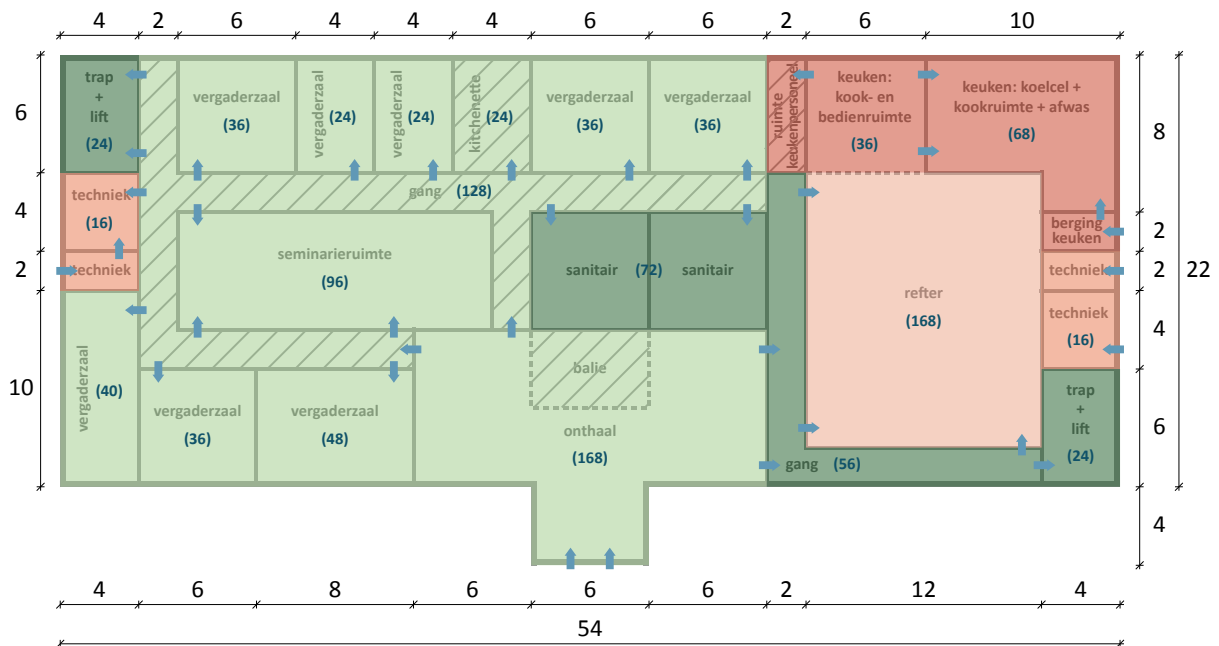 4 2 6 4 4 6 6 2 6 10
trap
+
lift
(24)
vergaderzaal
(36)
vergaderzaal
(24)
vergaderzaal
(24)
kitchenette
(24)
vergaderzaal
(36)
vergaderzaal
(36)
ruimte
keukenpersoneel
keuken:
kook- en
bedienruimte
(36)
keuken: koelcel +
kookruimte + afwas
(68)
6
4
2
10
techniek
(16)
techniek
gang (128)
seminarieruimte
(96)
sanitair
(72)
sanitair
refter
(168)
berging
keuken
techniek
techniek
(16)
trap
+
lift
(24)
8
2
2
4
6
4
22
vergaderzaal
(40)
vergaderzaal
(36)
vergaderzaal
(48)
balie
onthaal
(168)
gang (56)
4 6 8 6 6 6 2 12 4
54